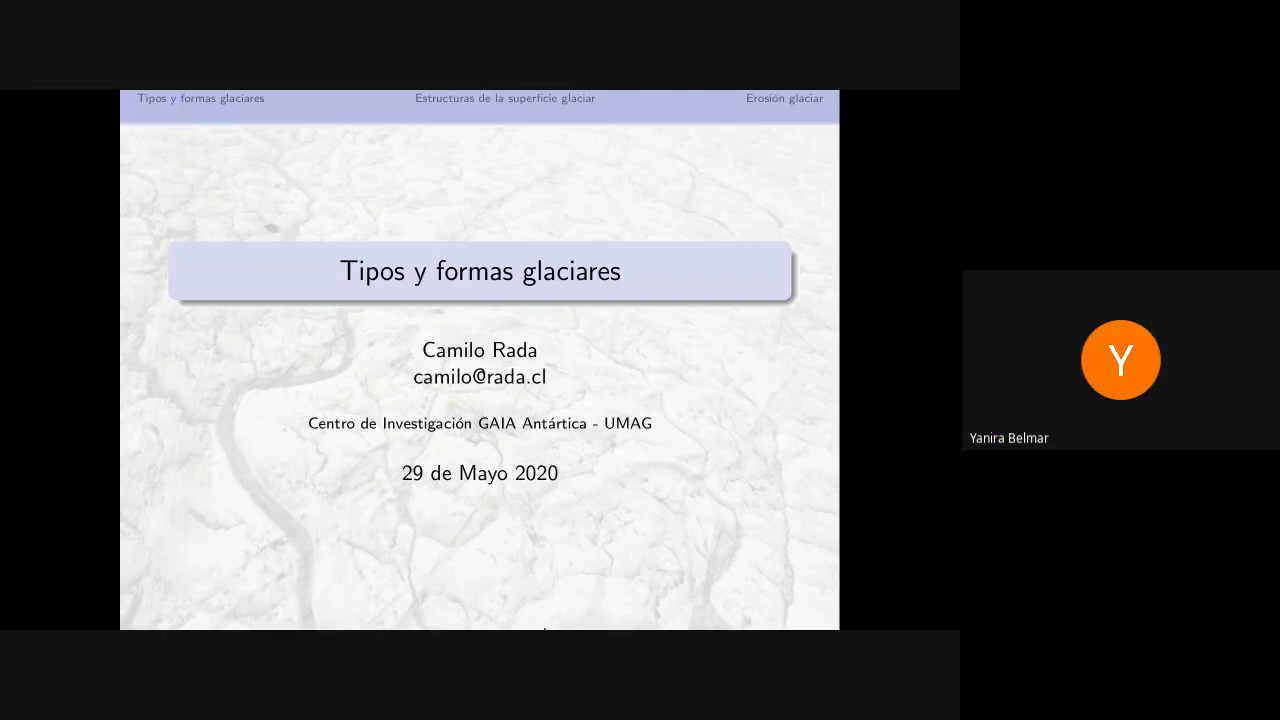 Tipos y formas glaciares
Estructuras de la superficie glaciar
Erosión glaciar
Tipos y formas glaciares
Camilo Rada
camilo@rada.cl
Centro de Investigación GAIA Antártica - UMAG
29 de Mayo 2020
Y
Yanira Belmar